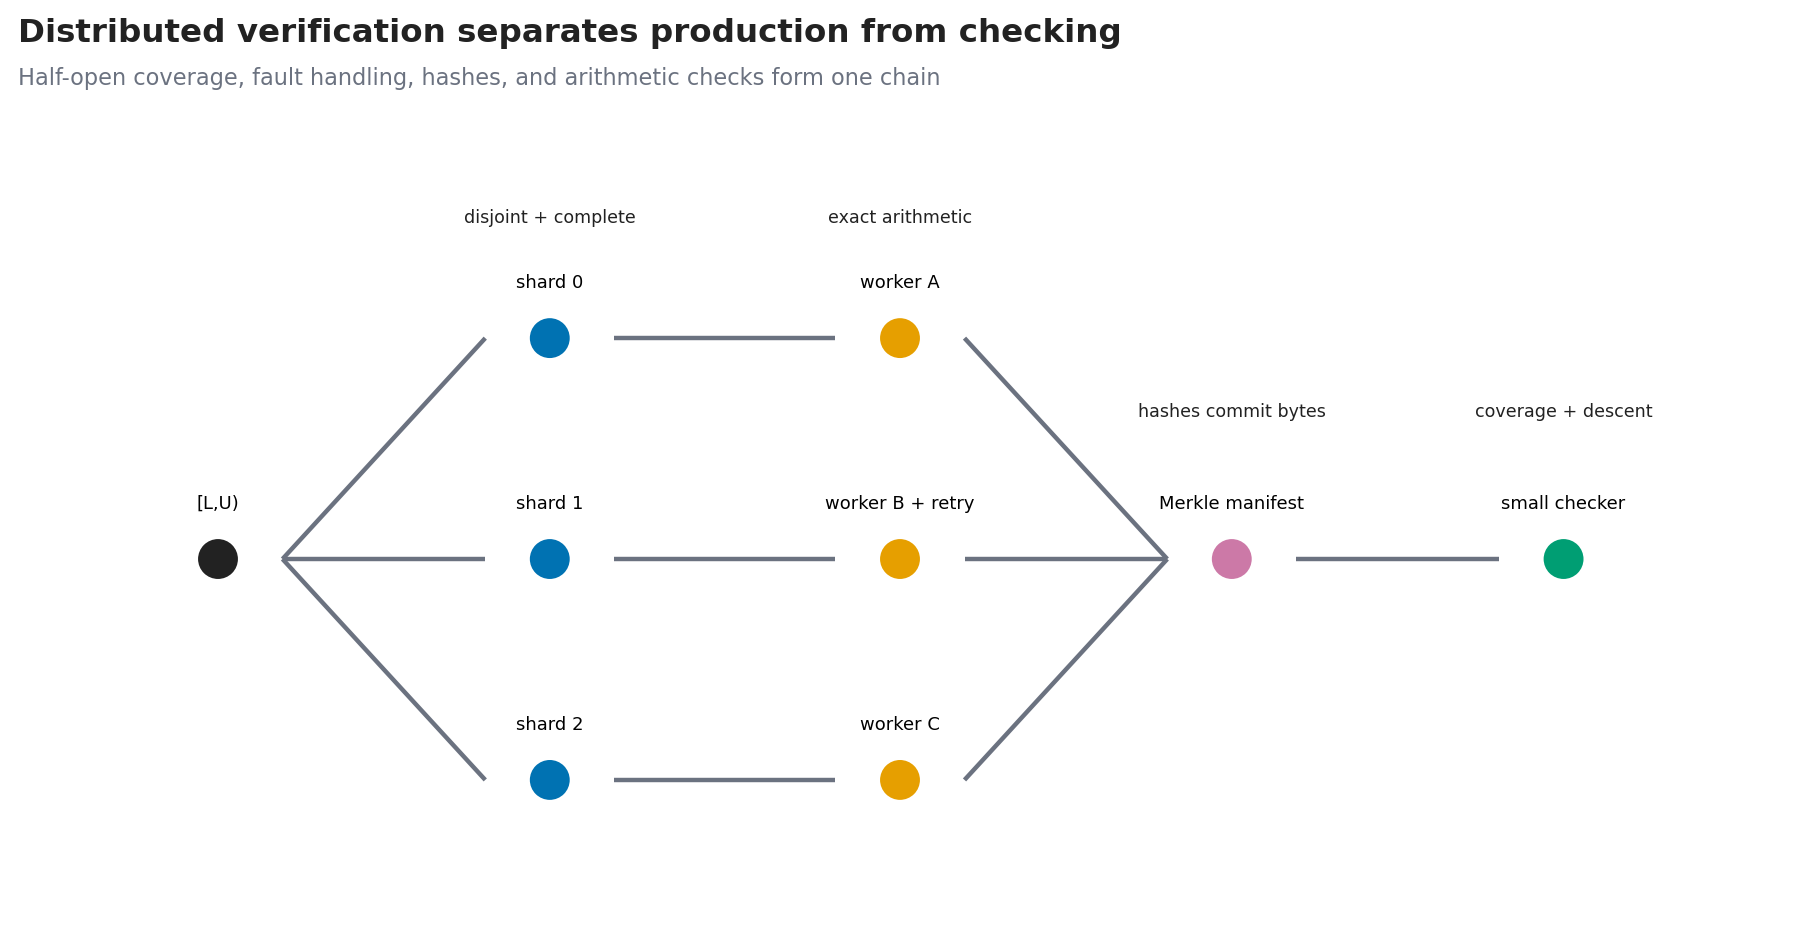 Distributed verification separates production from checking
Half-open coverage, fault handling, hashes, and arithmetic checks form one chain
disjoint + complete
exact arithmetic
shard 0
worker A
hashes commit bytes
coverage + descent
[L,U)
shard 1
worker B + retry
Merkle manifest
small checker
shard 2
worker C